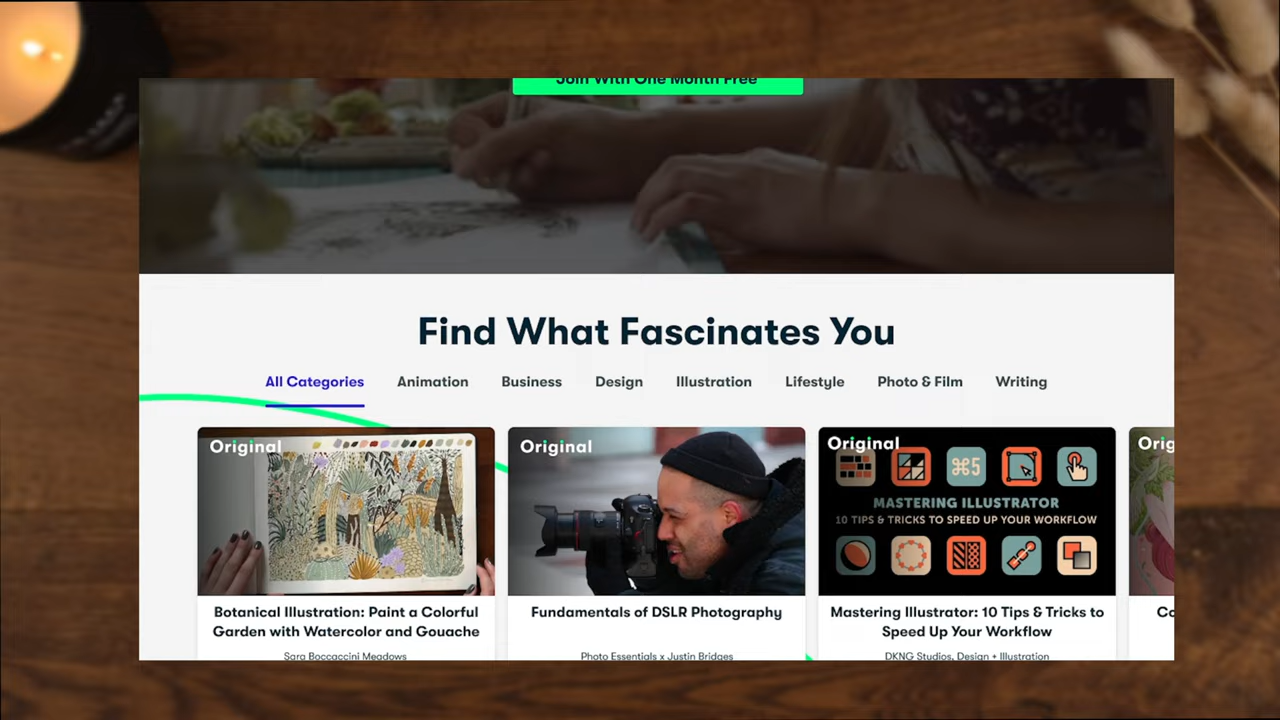 Join With One Month Free
Find What Fascinates You
All Categories Animation Business Design Illustration Lifestyle Photo & Film Writing
Original Original Original
⌘5
MASTERING ILLUSTRATOR
10 TIPS & TRICKS TO SPEED UP YOUR WORKFLOW
Botanical Illustration: Paint a Colorful
Garden with Watercolor and Gouache
Sara Boccaccini Meadows
Fundamentals of DSLR Photography
Photo Essentials x Justin Bridges
Mastering Illustrator: 10 Tips & Tricks to
Speed Up Your Workflow
DKNG Studios, Design + Illustration